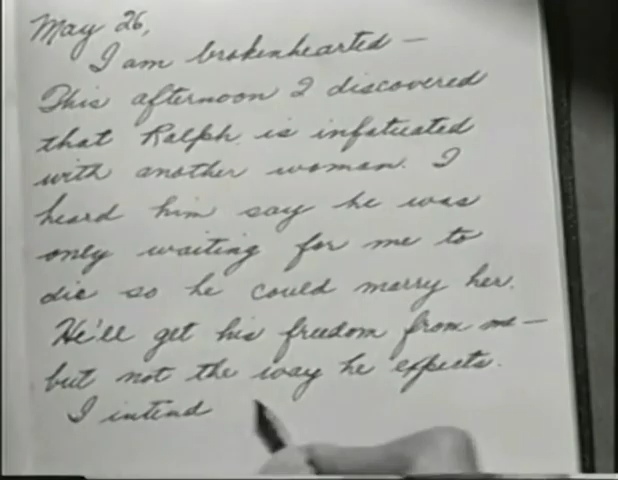 May 26,
I am brokenhearted —
This afternoon I discovered
that Ralph is infatuated
with another woman. I
heard him say he was
only waiting for me to
die so he could marry her.
He'll get his freedom from me —
but not the way he expects.
I intend